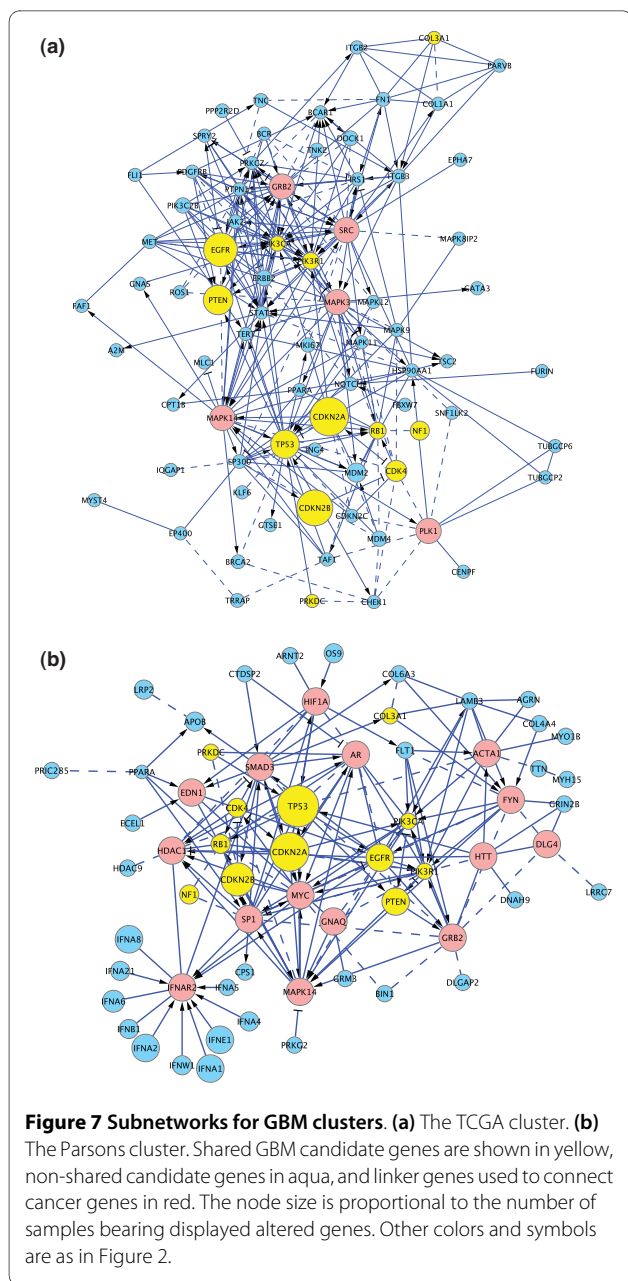 (a)
COL3A1
ITGB2
PARVB
TNC
FN1
COL1A1
PPP2R2D
BCAR1
SPRY2
BCR
DOCK1
TNK2
PRKCZ
EPHA7
FLI1
PDGFRB
PTPN11
GRB2
IRS1
ITGB3
PIK3C2B
JAK2
SRC
MET
EGFR
PIK3CA
MAPK8IP2
PIK3R1
GNAS
ERBB2
GATA3
ROS1
PTEN
MAPK3
MAPK12
FAF1
STAT3
TERT
MAPK9
A2M
MKI67
MAPK11
TSC2
MLC1
HSP90AA1
FURIN
PPARA
NOTCH1
CPT1B
FBXW7
SNF1LK2
MAPK14
CDKN2A
RB1
NF1
TP53
TUBGCP6
ING4
IQGAP1
EP300
MDM2
CDK4
TUBGCP2
KLF6
MYST4
CDKN2B
CDKN2C
GTSE1
PLK1
EP400
MDM4
BRCA2
TAF1
CENPF
TRRAP
PRKDC
CHEK1
(b)
ARNT2
OS9
CTDSP2
COL6A3
LRP2
HIF1A
LAMB3
AGRN
APOB
COL3A1
COL4A4
PRKDC
AR
FLT1
ACTA1
MYO1B
PRIC285
PPARA
SMAD3
TTN
MYH15
EDN1
TP53
FYN
CDK4
PIK3CA
GRIN2B
ECEL1
HDAC1
RB1
CDKN2A
EGFR
HTT
DLG4
HDAC9
CDKN2B
PIK3R1
NF1
MYC
PTEN
DNAH9
LRRC7
SP1
GNAQ
GRB2
IFNA8
CPS1
IFNA21
IFNAR2
IFNA5
MAPK14
GRM3
BIN1
DLGAP2
IFNA6
IFNA4
IFNB1
IFNA2
IFNE1
PRKG2
IFNW1
IFNA1
Figure 7 Subnetworks for GBM clusters. (a) The TCGA cluster. (b)
The Parsons cluster. Shared GBM candidate genes are shown in yellow,
non-shared candidate genes in aqua, and linker genes used to connect
cancer genes in red. The node size is proportional to the number of
samples bearing displayed altered genes. Other colors and symbols
are as in Figure 2.